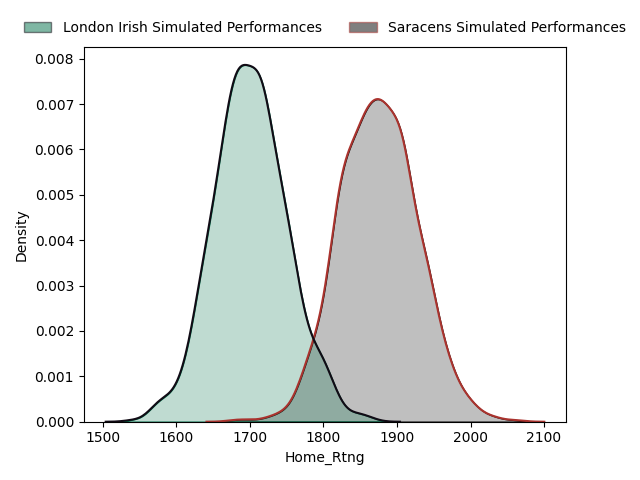 London Irish Simulated Performances
Saracens Simulated Performances
0.008
0.007
0.006
0.005
0.004
0.003
0.002
0.001
0.000
Density
1500 1600 1700 1800 1900 2000 2100
Home_Rtng